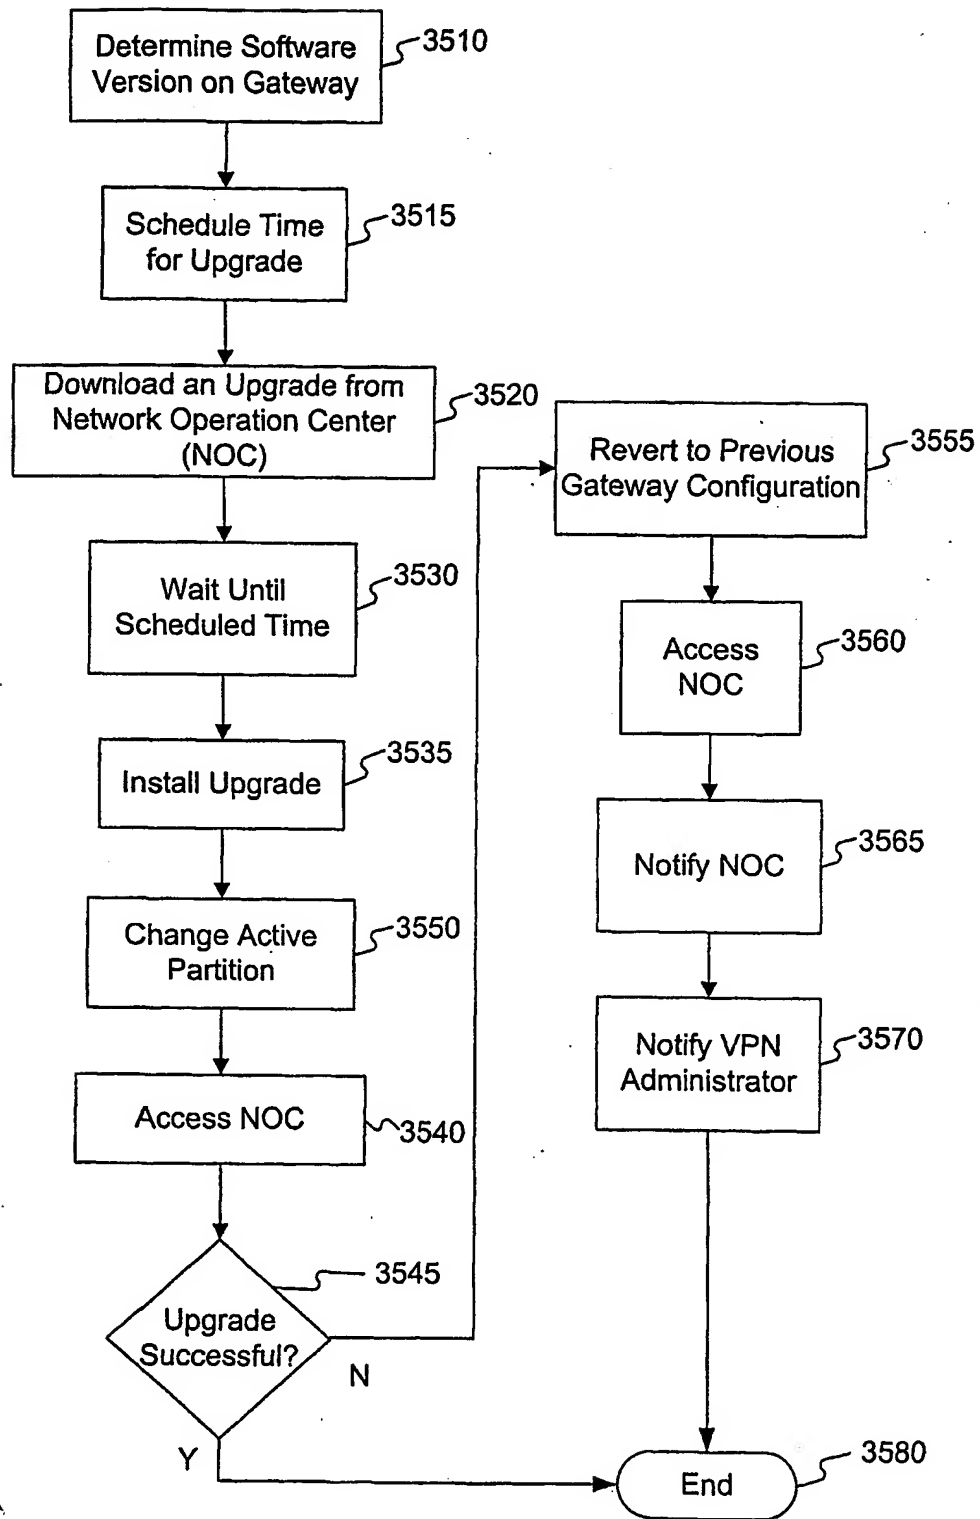 Determine Software
Version on Gateway
3510
Schedule Time
for Upgrade
3515
Download an Upgrade from
Network Operation Center
(NOC)
3520
Wait Until
Scheduled Time
3530
Install Upgrade
3535
Change Active
Partition
3550
Access NOC
3540
Upgrade
Successful?
3545
N
Y
Revert to Previous
Gateway Configuration
3555
Access
NOC
3560
Notify NOC
3565
Notify VPN
Administrator
3570
End
3580